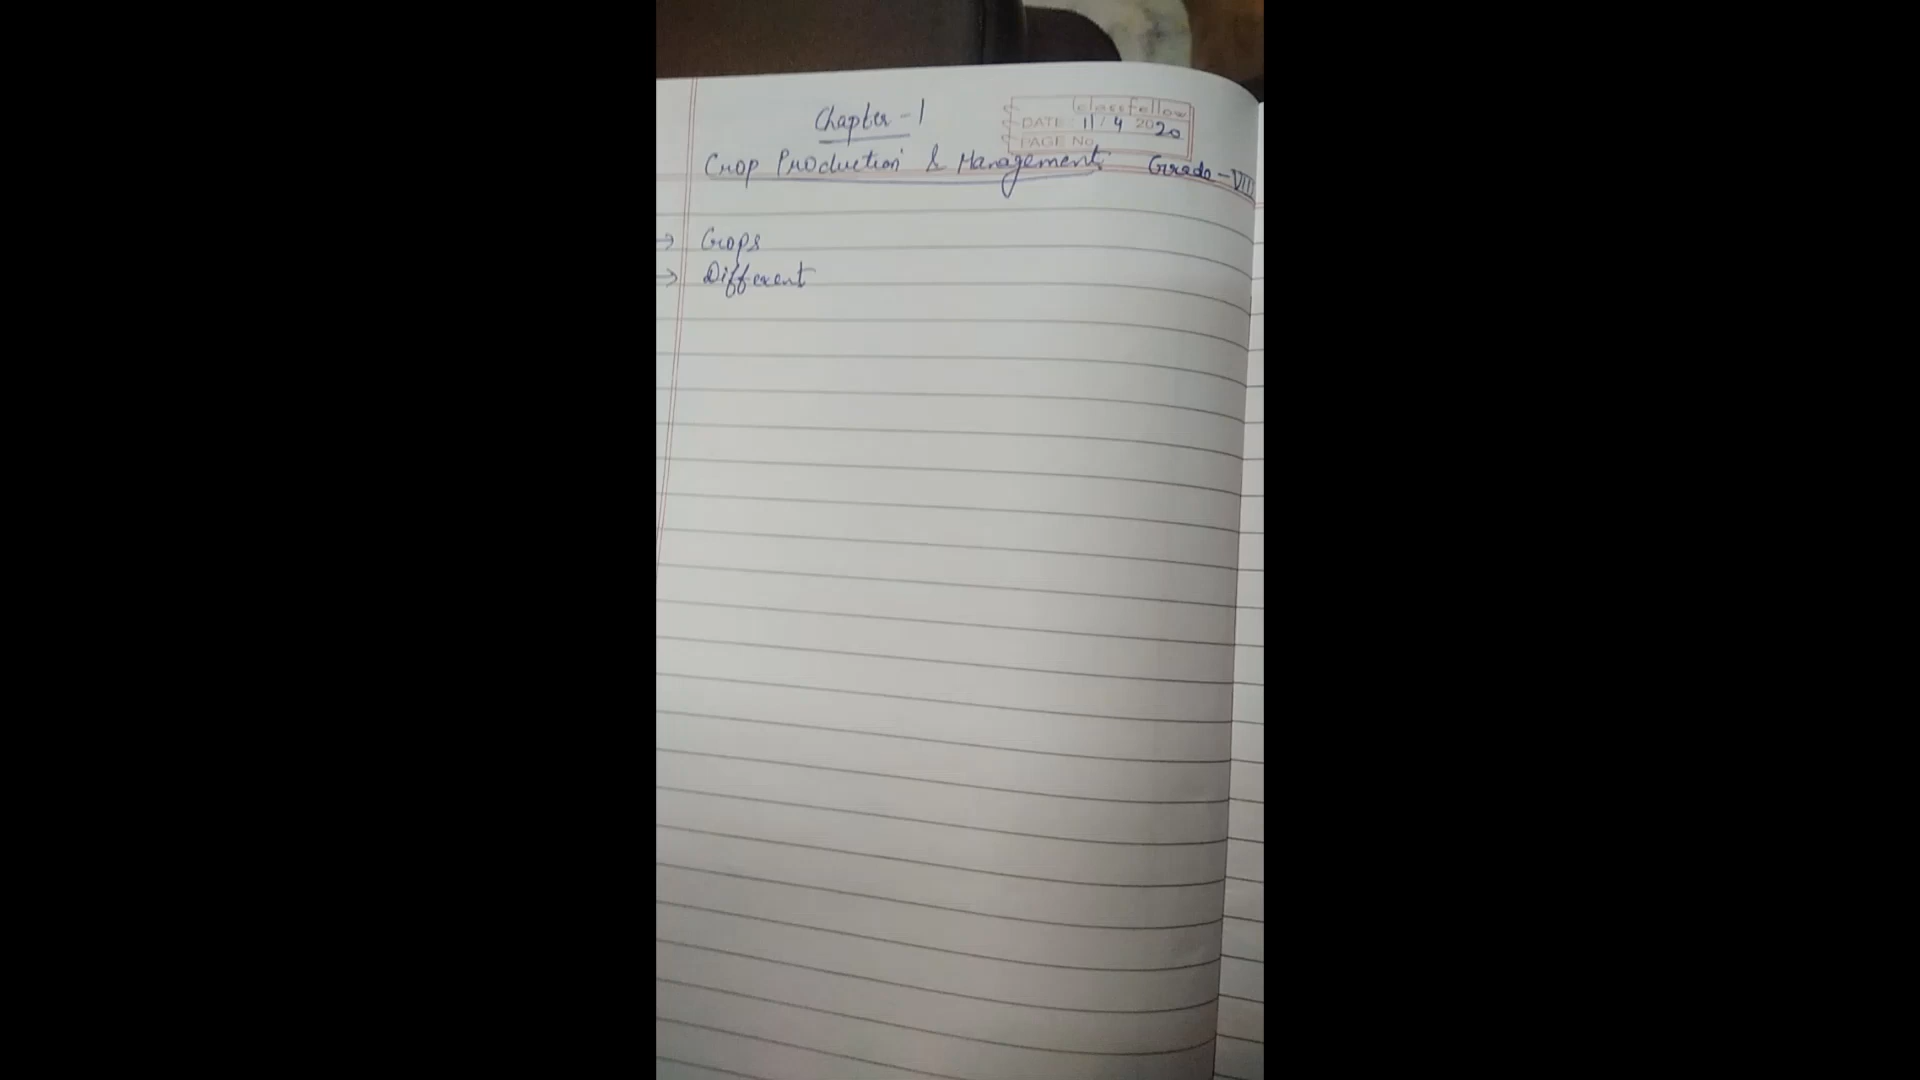 Chapter - 1
classfellow
DATE 11/4 2020
PAGE No.
Crop Production & Management
Grade - VIII
→ Crops
→ Different